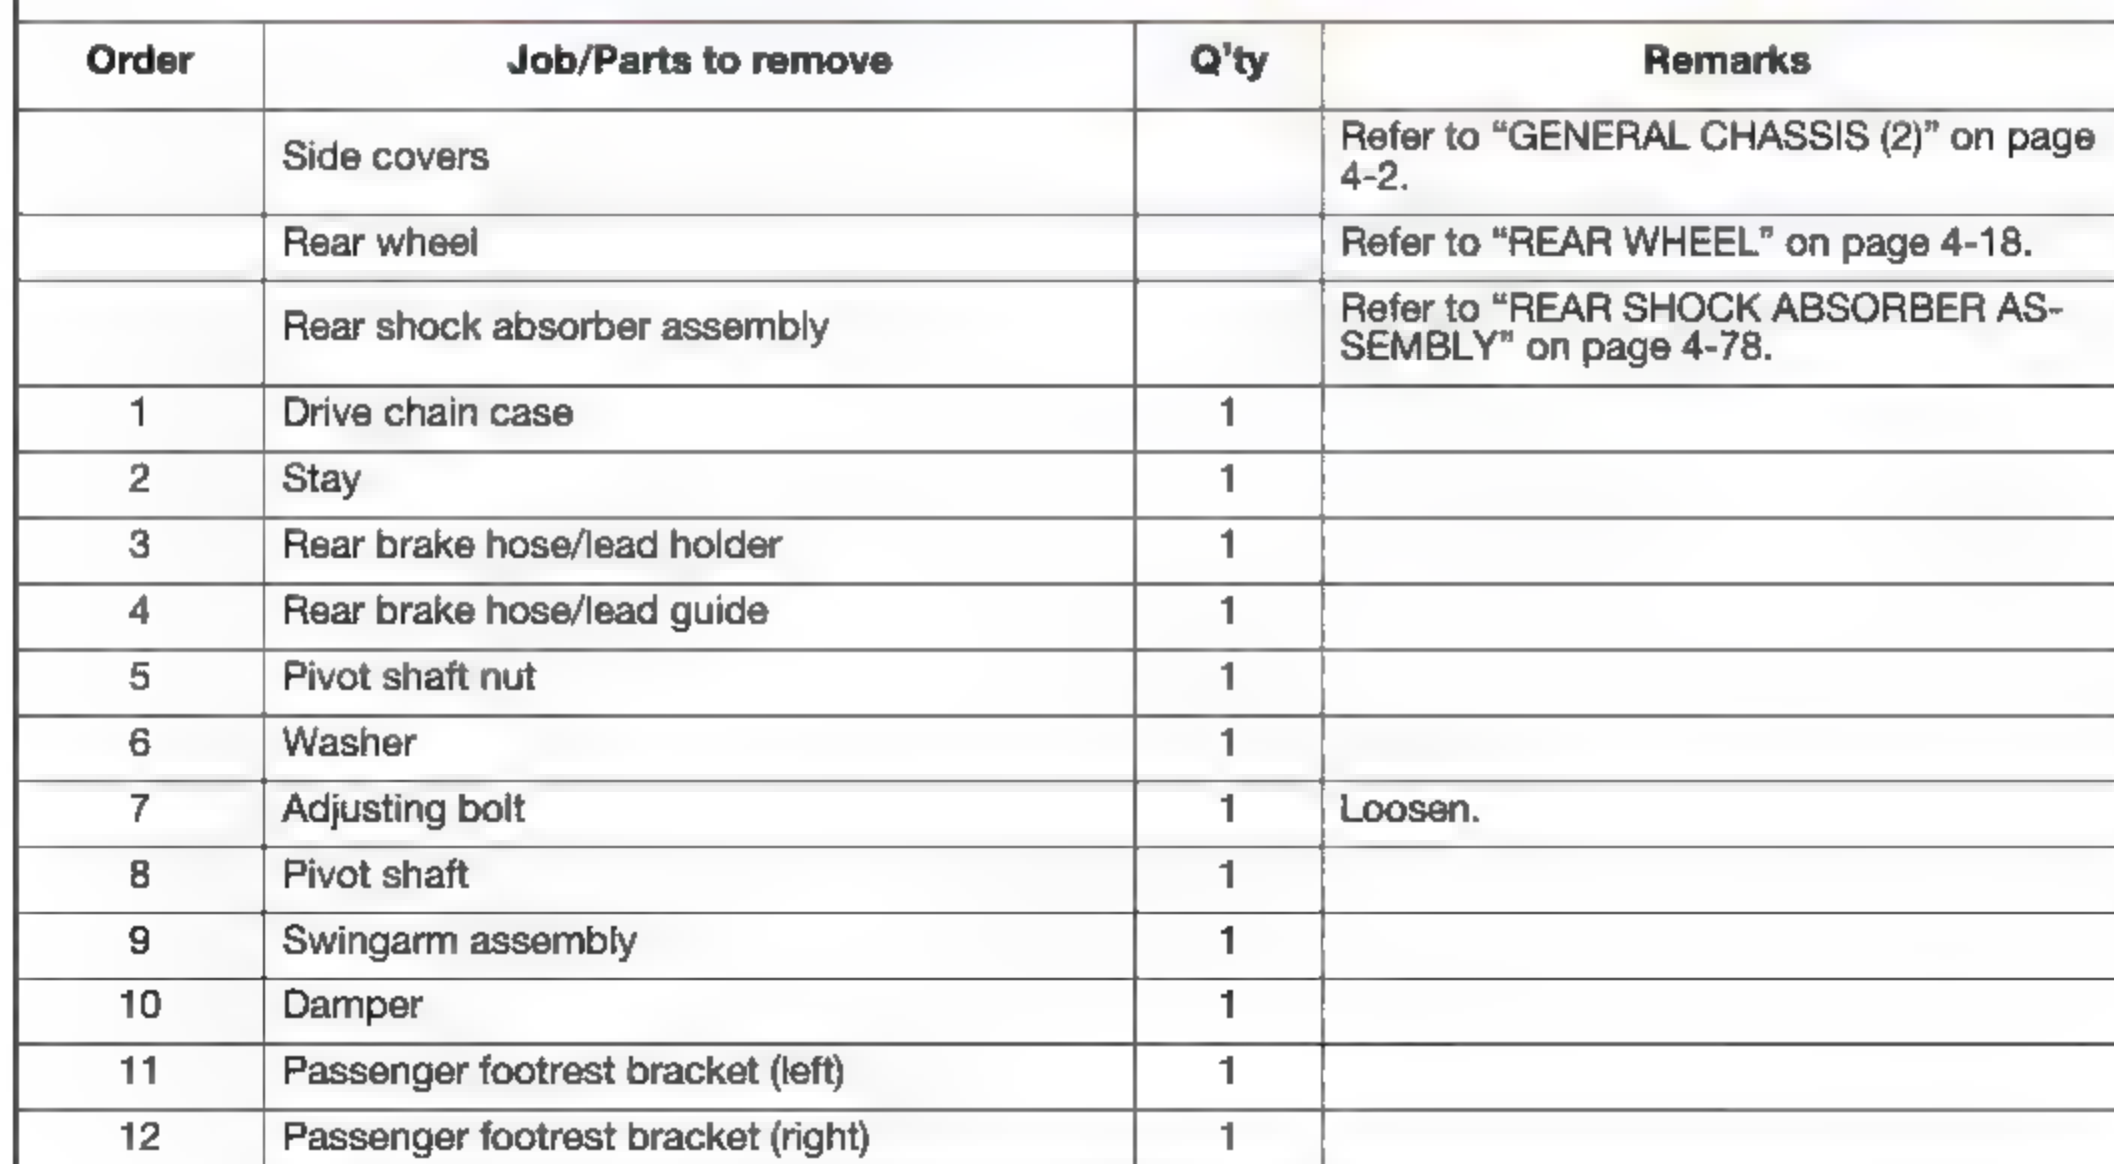 Order Job/Parts to remove Q'ty Remarks
Side covers Refer to “GENERAL CHASSIS (2)” on page
4-2.
Rear wheel Refer to “REAR WHEEL” on page 4-18.
Rear shock absorber assembly Refer to “REAR SHOCK ABSORBER AS-
SEMBLY” on page 4-78.
1 Drive chain case 1
2 Stay 1
3 Rear brake hose/lead holder 1
4 Rear brake hose/lead guide 1
5 Pivot shaft nut 1
6 Washer 1
7 Adjusting bolt 1 Loosen.
8 Pivot shaft 1
9 Swingarm assembly 1
10 Damper 1
11 Passenger footrest bracket (left) 1
12 Passenger footrest bracket (right) 1